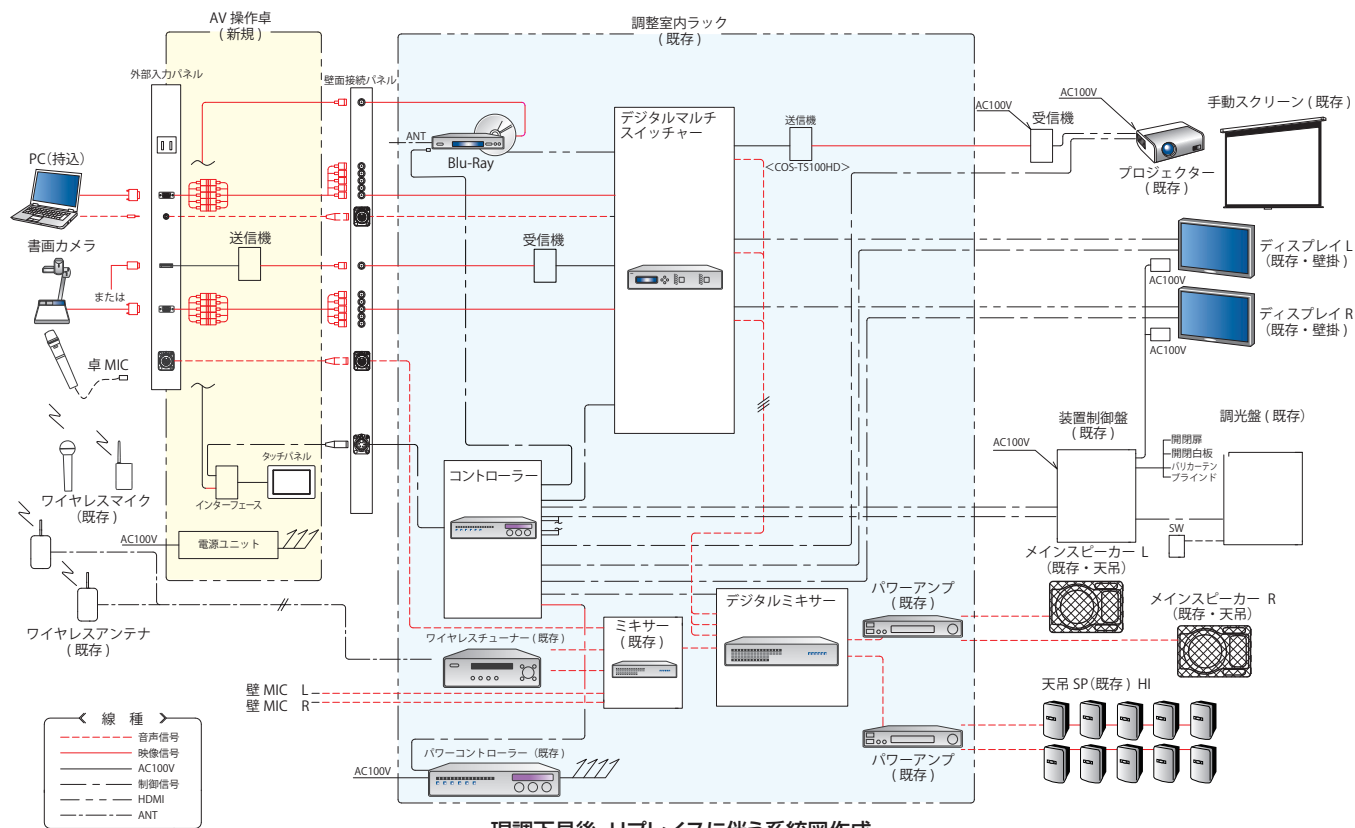 AV 操作卓
( 新規 )
調整室内ラック
( 既存 )
外部入力パネル
壁面接続パネル
PC（持込）
書画カメラ
または
卓 MIC
ワイヤレスマイク
（既存 )
AC100V
電源ユニット
ワイヤレスアンテナ
( 既存 )
送信機
タッチパネル
インターフェース
ANT
Blu-Ray
受信機
デジタルマルチ
スイッチャー
送信機
<COS-TS100HD>
AC100V
受信機
AC100V
プロジェクター
( 既存 )
手動スクリーン ( 既存 )
ディスプレイ L
（既存・壁掛 )
AC100V
ディスプレイ R
（既存・壁掛 )
AC100V
装置制御盤
( 既存 )
AC100V
開閉扉
開閉白板
バリカーテン
ブラインド
調光盤 ( 既存）
SW
コントローラー
メインスピーカー L
（既存・天吊）
メインスピーカー R
（既存・天吊）
パワーアンプ
( 既存 )
デジタルミキサー
ミキサー
( 既存 )
ワイヤレスチューナー ( 既存 )
壁 MIC L
壁 MIC R
天吊 SP（既存 ) HI
パワーアンプ
( 既存 )
パワーコントローラー（既存 )
AC100V
線 種
音声信号
映像信号
AC100V
制御信号
HDMI
ANT